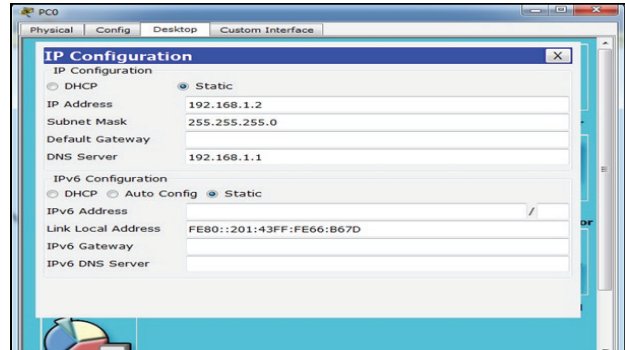 PC0
Physical Config Desktop Custom Interface
IP Configuration X
IP Configuration
DHCP Static
IP Address 192.168.1.2
Subnet Mask 255.255.255.0
Default Gateway
DNS Server 192.168.1.1
IPv6 Configuration
DHCP Auto Config Static
IPv6 Address /
Link Local Address FE80::201:43FF:FE66:B67D
IPv6 Gateway
IPv6 DNS Server